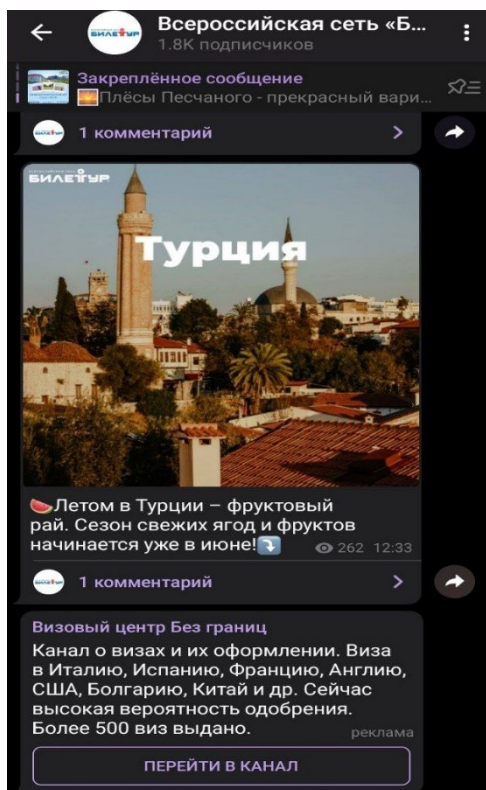 Всероссийская сеть «Б...
1.8K подписчиков
БИЛЕТУР
Закреплённое сообщение
🌅Плёсы Песчаного - прекрасный вари...
1 комментарий
БИЛЕТУР
Турция
🍉Летом в Турции – фруктовый
рай. Сезон свежих ягод и фруктов
начинается уже в июне!⤵️ 262 12:33
1 комментарий
Визовый центр Без границ
Канал о визах и их оформлении. Виза
в Италию, Испанию, Францию, Англию,
США, Болгарию, Китай и др. Сейчас
высокая вероятность одобрения.
Более 500 виз выдано.
реклама
ПЕРЕЙТИ В КАНАЛ